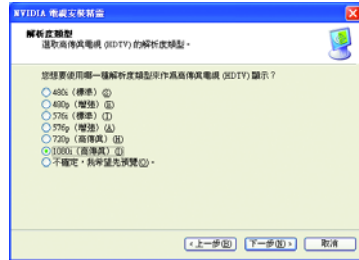 NVIDIA 電視安裝精靈
解析度類型
選取高傳真電視 (HDTV) 的解析度類型。
您想要使用哪一種解析度類型來作為高傳真電視 (HDTV) 顯示?
480i (標準)
480p (增強) (E)
576i (標準) (T)
576p (增強) (A)
720p (高傳真) (H)
1080i (高傳真)
不確定，我希望先預覽(O)。
<上一步(B)
下一步(N)>
取消